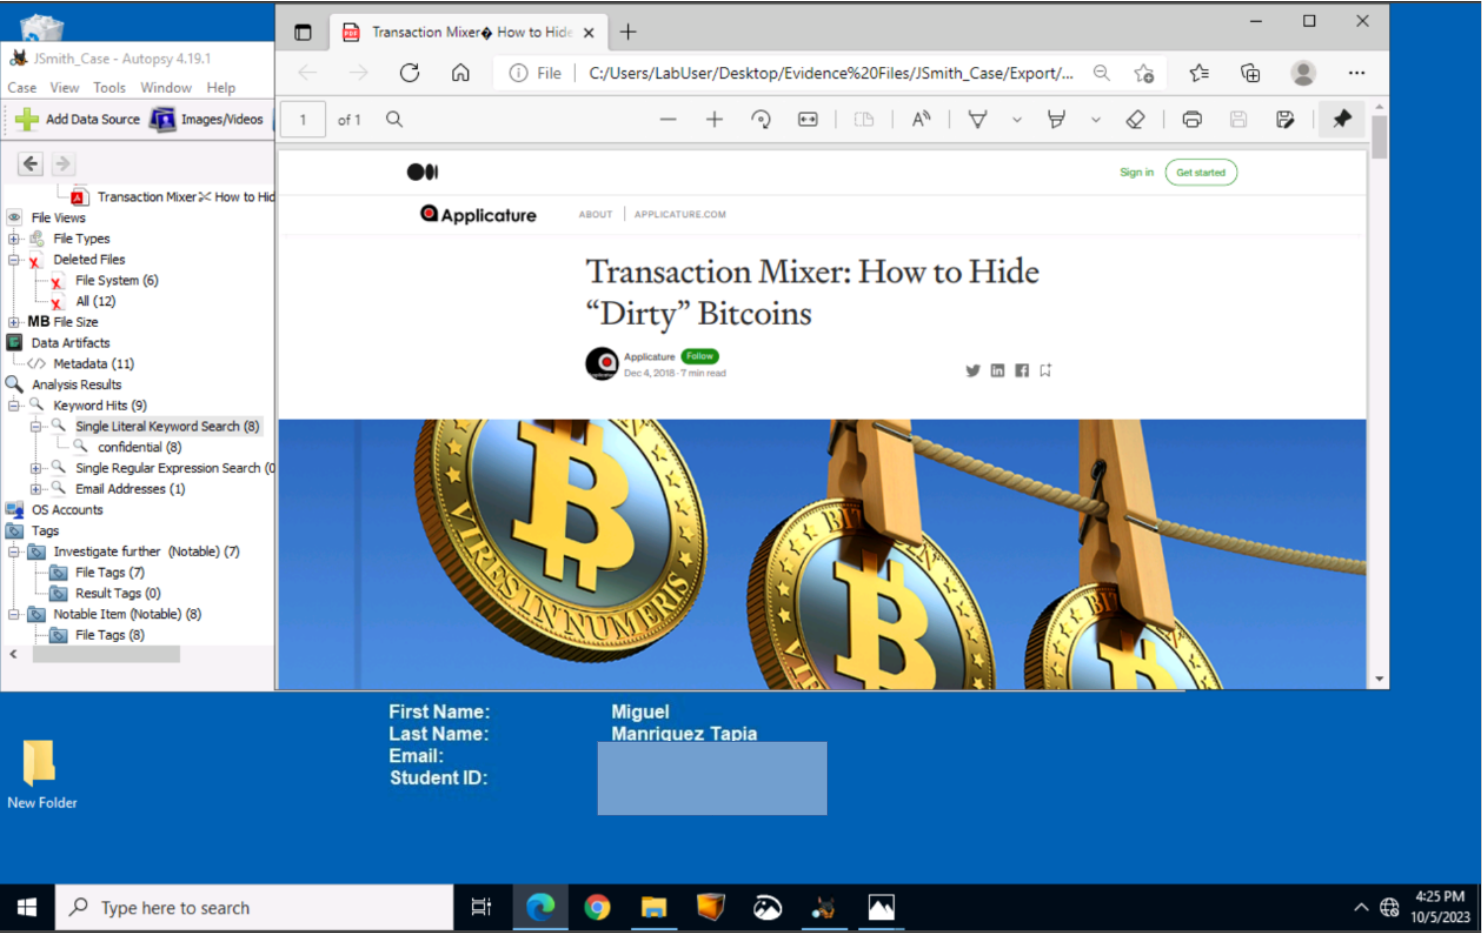 Transaction Mixer� How to Hide
JSmith_Case - Autopsy 4.19.1
File
C:/Users/LabUser/Desktop/Evidence%20Files/JSmith_Case/Export/...
Case View Tools Window Help
Add Data Source
Images/Videos
1
of 1
Sign in
Get started
Transaction Mixer How to Hid
File Views
Applicature
ABOUT
APPLICATURE.COM
File Types
Deleted Files
File System (6)
All (12)
MB File Size
Data Artifacts
Metadata (11)
Analysis Results
Keyword Hits (9)
Single Literal Keyword Search (8)
confidential (8)
Single Regular Expression Search (0
Email Addresses (1)
OS Accounts
Tags
Investigate further (Notable) (7)
File Tags (7)
Result Tags (0)
Notable Item (Notable) (8)
File Tags (8)
Transaction Mixer: How to Hide
“Dirty” Bitcoins
Applicature
Follow
Dec 4, 2018 · 7 min read
VIRES IN NUMERIS
BIT
BIT
First Name: Miguel
Last Name: Manriquez Tapia
Email:
Student ID:
New Folder
Type here to search
4:25 PM
10/5/2023